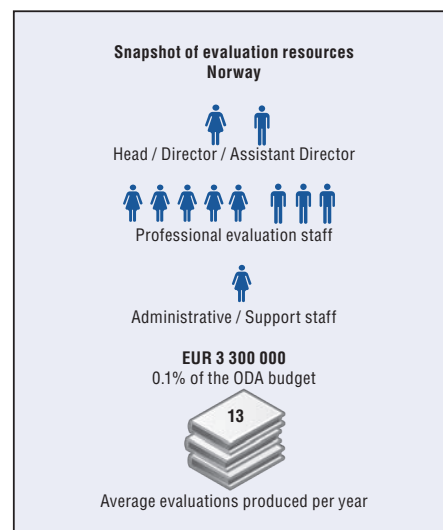 Snapshot of evaluation resources
Norway
Head / Director / Assistant Director
Professional evaluation staff
Administrative / Support staff
EUR 3 300 000
0.1% of the ODA budget
13
Average evaluations produced per year